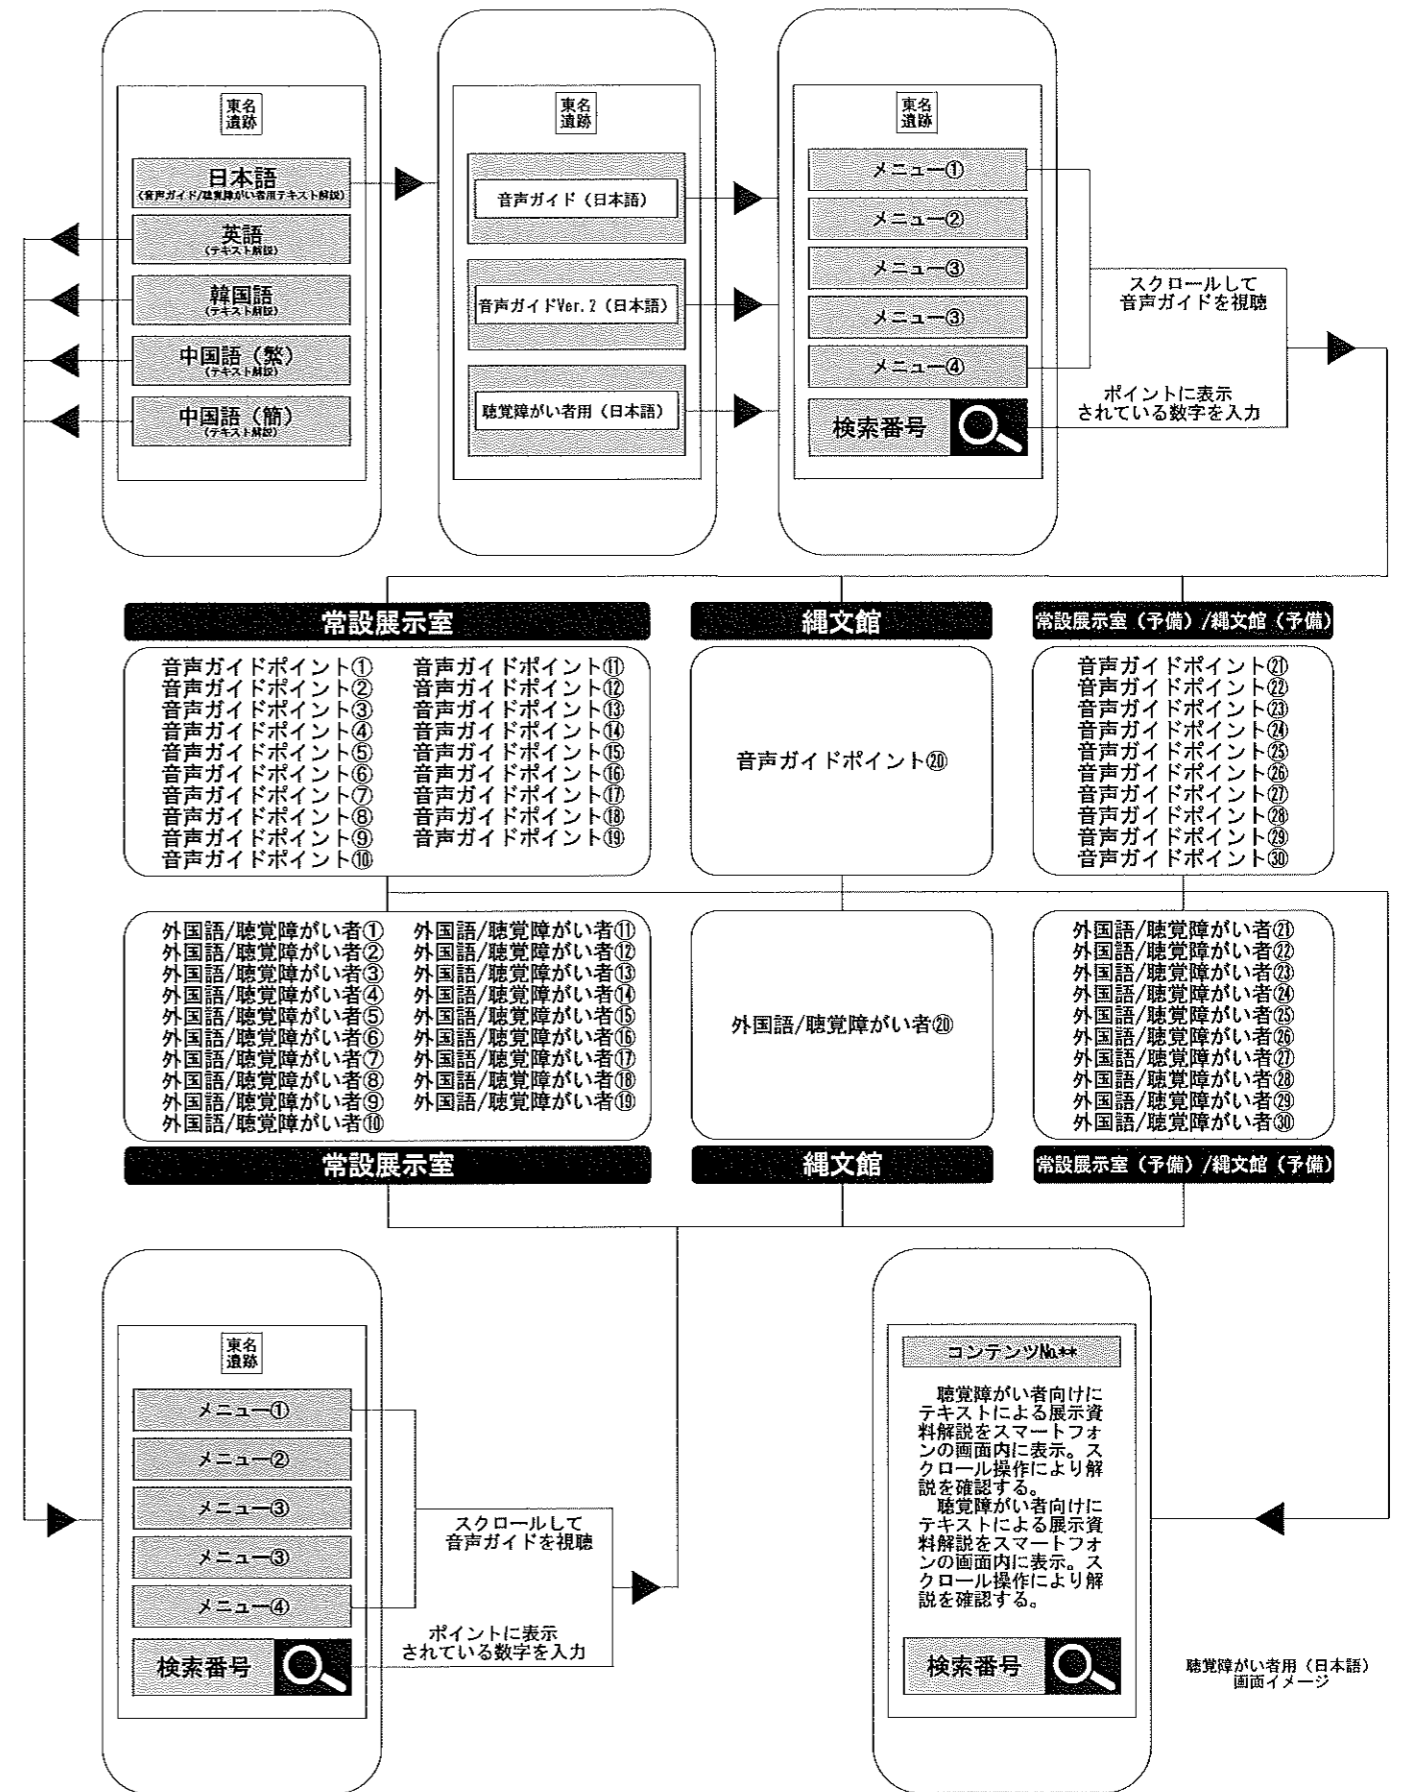 東名
遺跡
日本語
(音声ガイド/聴覚障がい者用テキスト解説)
英語
(テキスト解説)
韓国語
(テキスト解説)
中国語（繁）
(テキスト解説)
中国語（簡）
(テキスト解説)
東名
遺跡
音声ガイド（日本語）
音声ガイドVer.2（日本語）
聴覚障がい者用（日本語）
東名
遺跡
メニュー①
メニュー②
メニュー③
メニュー③
メニュー④
検索番号
スクロールして
音声ガイドを視聴
ポイントに表示
されている数字を入力
常設展示室
音声ガイドポイント①
音声ガイドポイント②
音声ガイドポイント③
音声ガイドポイント④
音声ガイドポイント⑤
音声ガイドポイント⑥
音声ガイドポイント⑦
音声ガイドポイント⑧
音声ガイドポイント⑨
音声ガイドポイント⑩
音声ガイドポイント⑪
音声ガイドポイント⑫
音声ガイドポイント⑬
音声ガイドポイント⑭
音声ガイドポイント⑮
音声ガイドポイント⑯
音声ガイドポイント⑰
音声ガイドポイント⑱
音声ガイドポイント⑲
縄文館
音声ガイドポイント⑳
常設展示室（予備）/縄文館（予備）
音声ガイドポイント㉑
音声ガイドポイント㉒
音声ガイドポイント㉓
音声ガイドポイント㉔
音声ガイドポイント㉕
音声ガイドポイント㉖
音声ガイドポイント㉗
音声ガイドポイント㉘
音声ガイドポイント㉙
音声ガイドポイント㉚
外国語/聴覚障がい者①
外国語/聴覚障がい者②
外国語/聴覚障がい者③
外国語/聴覚障がい者④
外国語/聴覚障がい者⑤
外国語/聴覚障がい者⑥
外国語/聴覚障がい者⑦
外国語/聴覚障がい者⑧
外国語/聴覚障がい者⑨
外国語/聴覚障がい者⑩
外国語/聴覚障がい者⑪
外国語/聴覚障がい者⑫
外国語/聴覚障がい者⑬
外国語/聴覚障がい者⑭
外国語/聴覚障がい者⑮
外国語/聴覚障がい者⑯
外国語/聴覚障がい者⑰
外国語/聴覚障がい者⑱
外国語/聴覚障がい者⑲
常設展示室
外国語/聴覚障がい者⑳
縄文館
外国語/聴覚障がい者㉑
外国語/聴覚障がい者㉒
外国語/聴覚障がい者㉓
外国語/聴覚障がい者㉔
外国語/聴覚障がい者㉕
外国語/聴覚障がい者㉖
外国語/聴覚障がい者㉗
外国語/聴覚障がい者㉘
外国語/聴覚障がい者㉙
外国語/聴覚障がい者㉚
常設展示室（予備）/縄文館（予備）
東名
遺跡
メニュー①
メニュー②
メニュー③
メニュー③
メニュー④
検索番号
スクロールして
音声ガイドを視聴
ポイントに表示
されている数字を入力
コンテンツ№**
聴覚障がい者向けに
テキストによる展示資
料解説をスマートフォ
ンの画面内に表示。ス
クロール操作により解
説を確認する。
聴覚障がい者向けに
テキストによる展示資
料解説をスマートフォ
ンの画面内に表示。ス
クロール操作により解
説を確認する。
検索番号
聴覚障がい者用（日本語）
画面イメージ